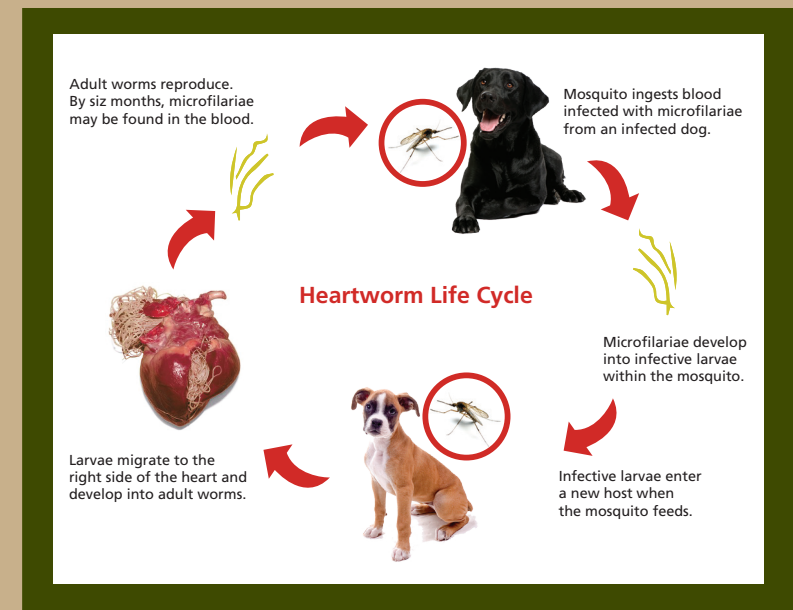 Adult worms reproduce.
By siz months, microfilariae
may be found in the blood.
Mosquito ingests blood
infected with microfilariae
from an infected dog.
Heartworm Life Cycle
Microfilariae develop
into infective larvae
within the mosquito.
Infective larvae enter
a new host when
the mosquito feeds.
Larvae migrate to the
right side of the heart and
develop into adult worms.